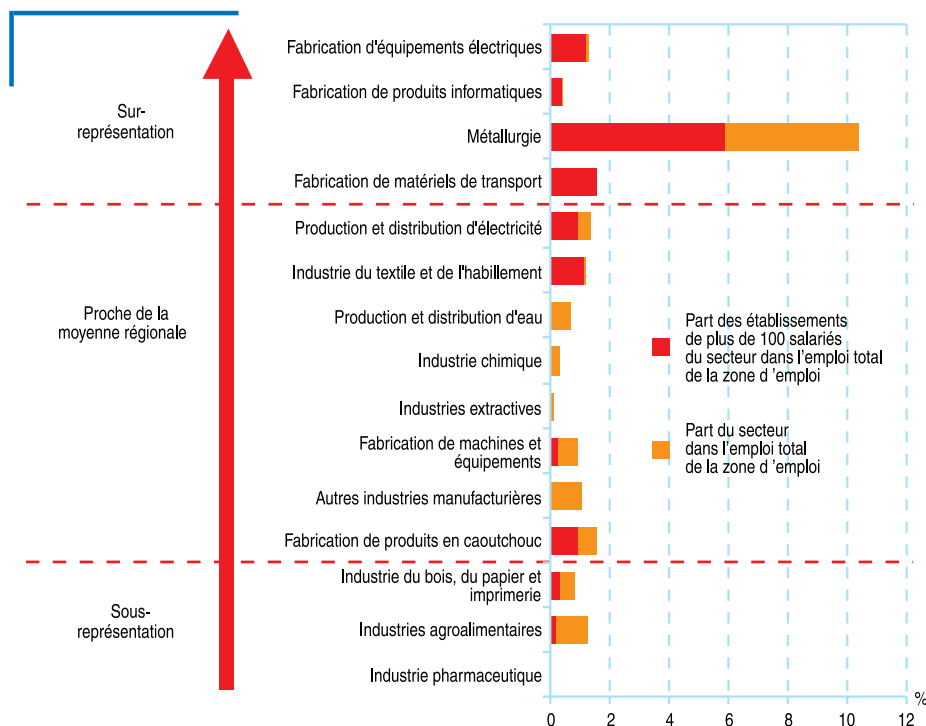 Sur-
représentation
Proche de la
moyenne régionale
Sous-
représentation
Fabrication d'équipements électriques
Fabrication de produits informatiques
Métallurgie
Fabrication de matériels de transport
Production et distribution d'électricité
Industrie du textile et de l'habillement
Production et distribution d'eau
Industrie chimique
Industries extractives
Fabrication de machines et
équipements
Autres industries manufacturières
Fabrication de produits en caoutchouc
Industrie du bois, du papier et
imprimerie
Industries agroalimentaires
Industrie pharmaceutique
Part des établissements
de plus de 100 salariés
du secteur dans l'emploi total
de la zone d 'emploi
Part du secteur
dans l'emploi total
de la zone d 'emploi
%
0 2 4 6 8 10 12